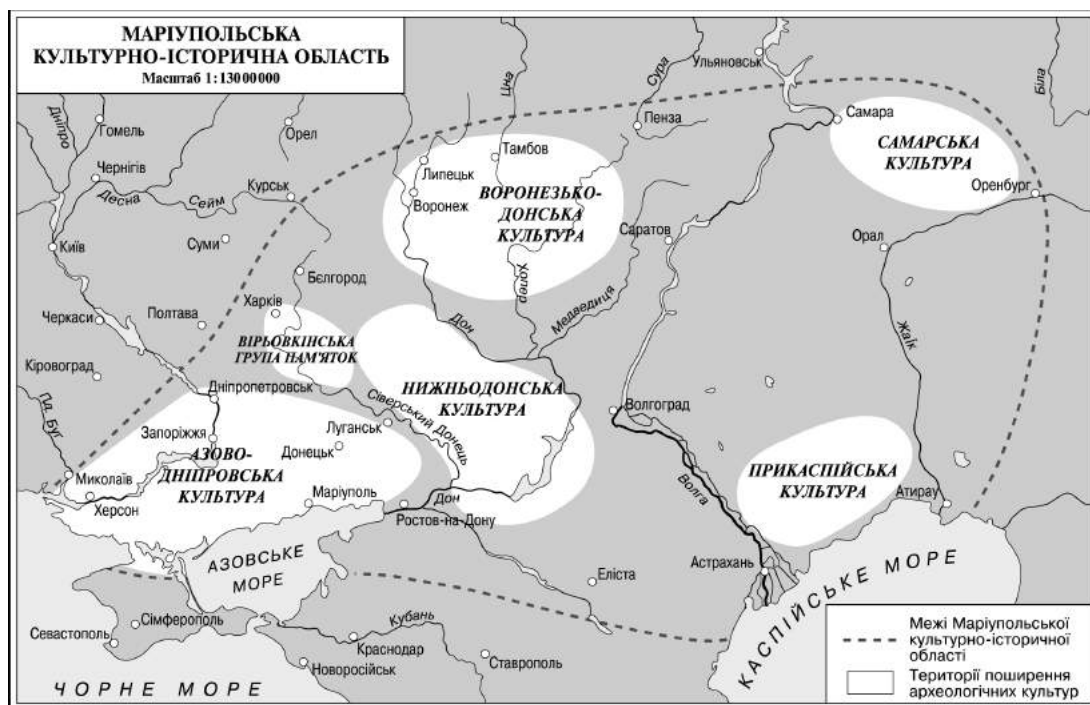 МАРІУПОЛЬСЬКА
КУЛЬТУРНО-ІСТОРИЧНА ОБЛАСТЬ
Масштаб 1:13000000
Дніпро
Гомель
Чернігів
Десна
Сейм
Орел
Курськ
Київ
Суми
Цна
Тамбов
Липецьк
Воронеж
ВОРОНЕЗЬКО-
ДОНСЬКА
КУЛЬТУРА
Сура
Пенза
Ульяновськ
Самара
САМАРСЬКА
КУЛЬТУРА
Біла
Оренбург
Орал
Саратов
Хопер
Медведиця
Дон
Бєлгород
Харків
Полтава
Черкаси
ВІРЬОВКІНСЬКА
ГРУПА ПАМ'ЯТОК
Кіровоград
Дніпропетровськ
Пд. Буг
Запоріжжя
Луганськ
Донецьк
Сіверський Донець
НИЖНЬОДОНСЬКА
КУЛЬТУРА
АЗОВО-
ДНІПРОВСЬКА
КУЛЬТУРА
Миколаїв
Херсон
Маріуполь
Дон
Ростов-на-Дону
Волгоград
Волга
ПРИКАСПІЙСЬКА
КУЛЬТУРА
Жаїк
Атирау
Астрахань
Еліста
АЗОВСЬКЕ
МОРЕ
Сімферополь
Севастополь
Кубань
Краснодар
Новоросійськ
Ставрополь
ЧОРНЕ МОРЕ
КАСПІЙСЬКЕ МОРЕ
Межі Маріупольської
культурно-історичної
області
Території поширення
археологічних культур